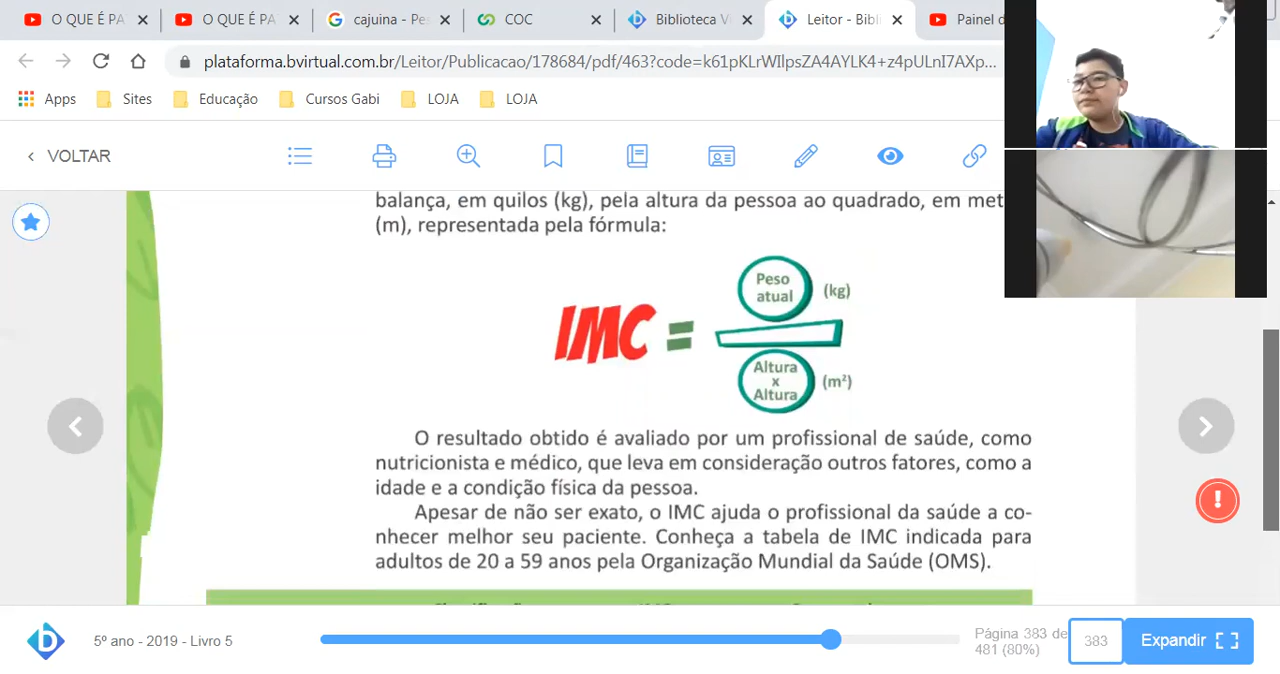 O QUE É PA
O QUE É PA
cajuina - Pe
COC
Biblioteca V
Leitor - Bibl
Painel d
plataforma.bvirtual.com.br/Leitor/Publicacao/178684/pdf/463?code=k61pKLrWIlpsZA4AYLK4+z4pULnI7AXp...
Apps Sites Educação Cursos Gabi LOJA LOJA
VOLTAR
balança, em quilos (kg), pela altura da pessoa ao quadrado, em met
(m), representada pela fórmula:
Peso
atual (kg)
IMC =
Altura
x (m²)
Altura
O resultado obtido é avaliado por um profissional de saúde, como
nutricionista e médico, que leva em consideração outros fatores, como a
idade e a condição física da pessoa.
Apesar de não ser exato, o IMC ajuda o profissional da saúde a co-
nhecer melhor seu paciente. Conheça a tabela de IMC indicada para
adultos de 20 a 59 anos pela Organização Mundial da Saúde (OMS).
5º ano - 2019 - Livro 5
Página 383 de
481 (80%)
383
Expandir